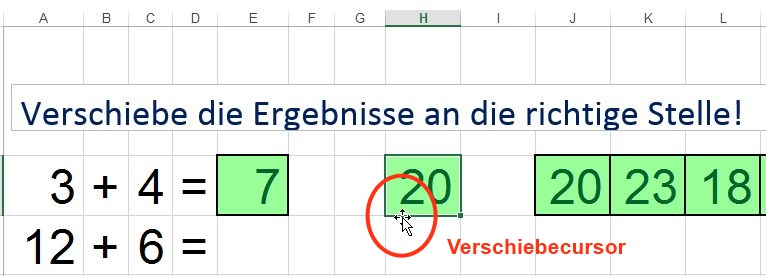 A B C D E F G H I J K L
Verschiebe die Ergebnisse an die richtige Stelle!
3 + 4 = 7 20 20 23 18
12 + 6 =
Verschiebecursor